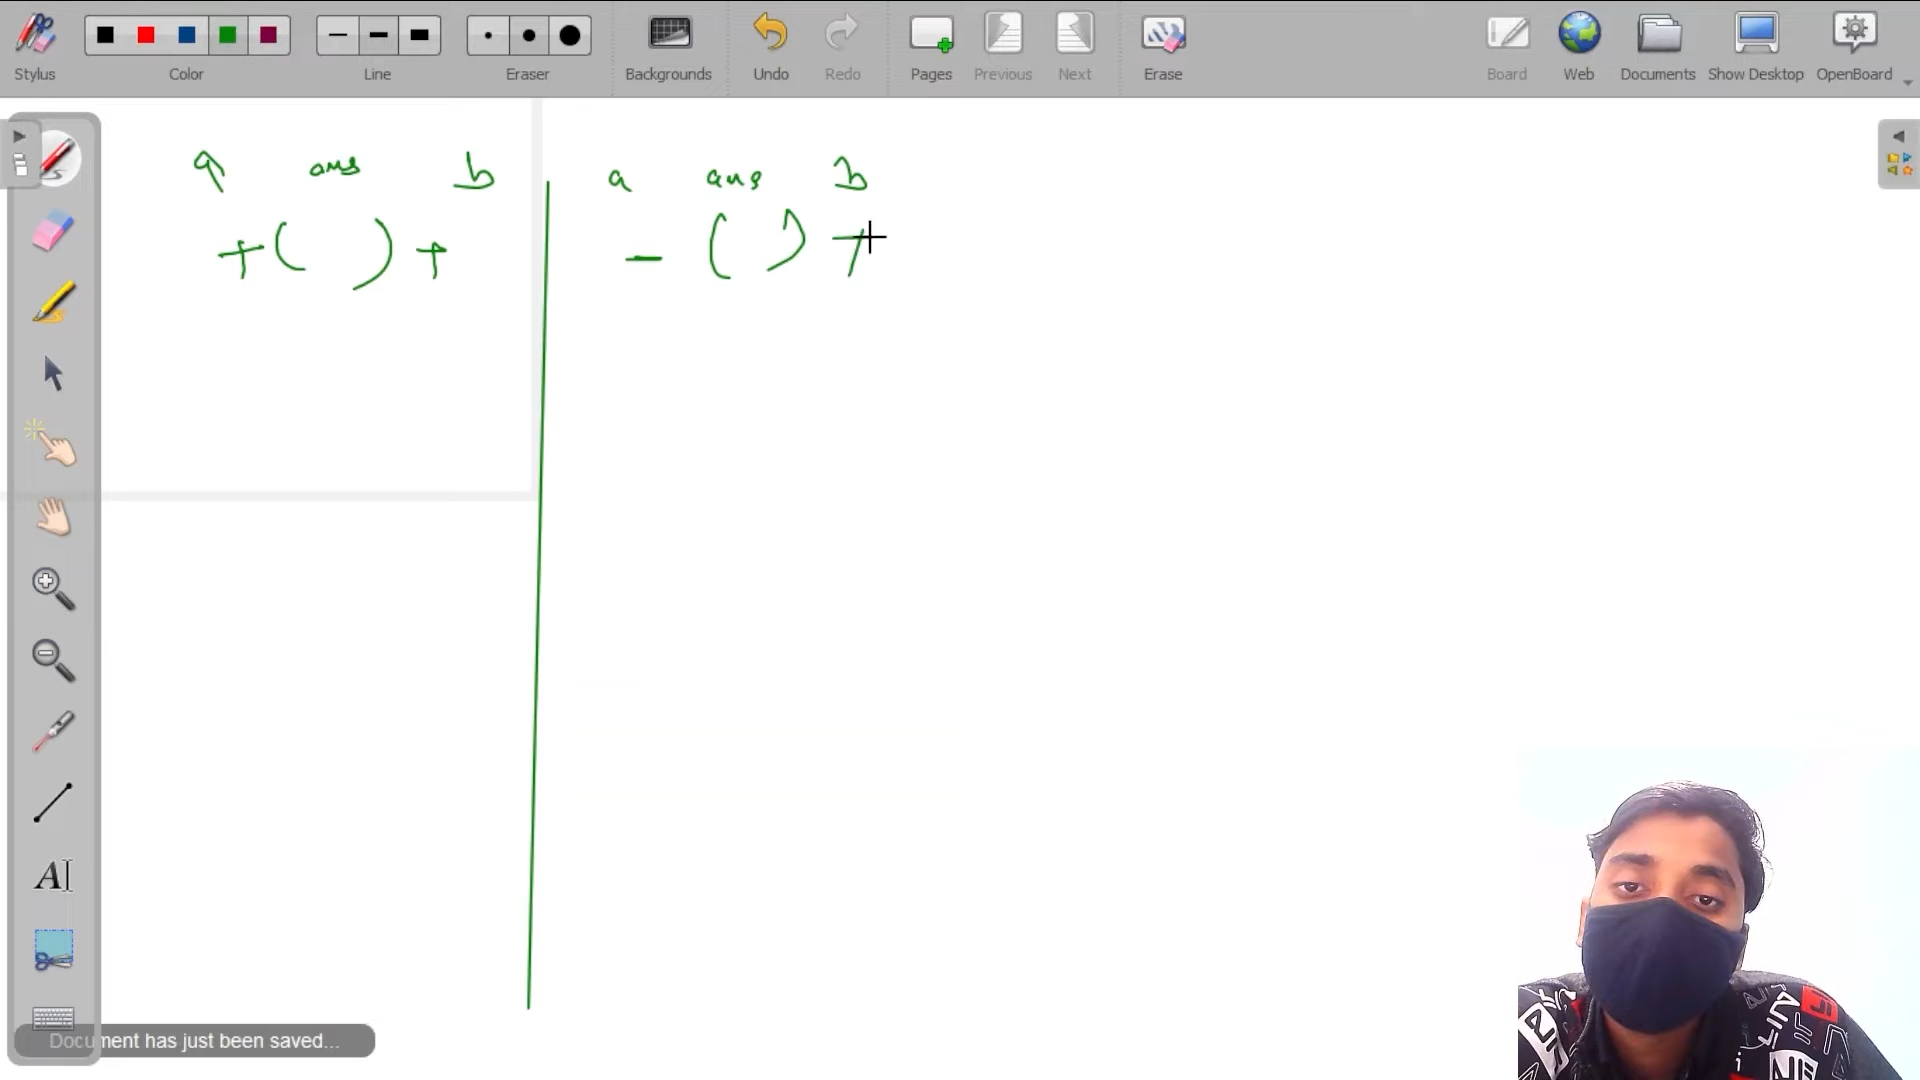 Stylus Color Line Eraser Backgrounds Undo Redo Pages Previous Next Erase Board Web Documents Show Desktop OpenBoard
a ans b a ans b
+( )+ - ( ) +
A
Document has just been saved...